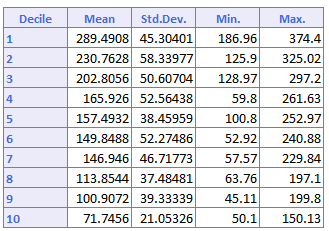 Decile Mean Std.Dev. Min. Max.
1 289.4908 45.30401 186.96 374.4
2 230.7628 58.33977 125.9 325.02
3 202.8056 50.60704 128.97 297.2
4 165.926 52.56438 59.8 261.63
5 157.4932 38.45959 100.8 252.97
6 149.8488 52.27486 52.92 240.88
7 146.946 46.71773 57.57 229.84
8 113.8544 37.48481 63.76 197.1
9 100.9072 39.33339 45.11 199.8
10 71.7456 21.05326 50.1 150.13